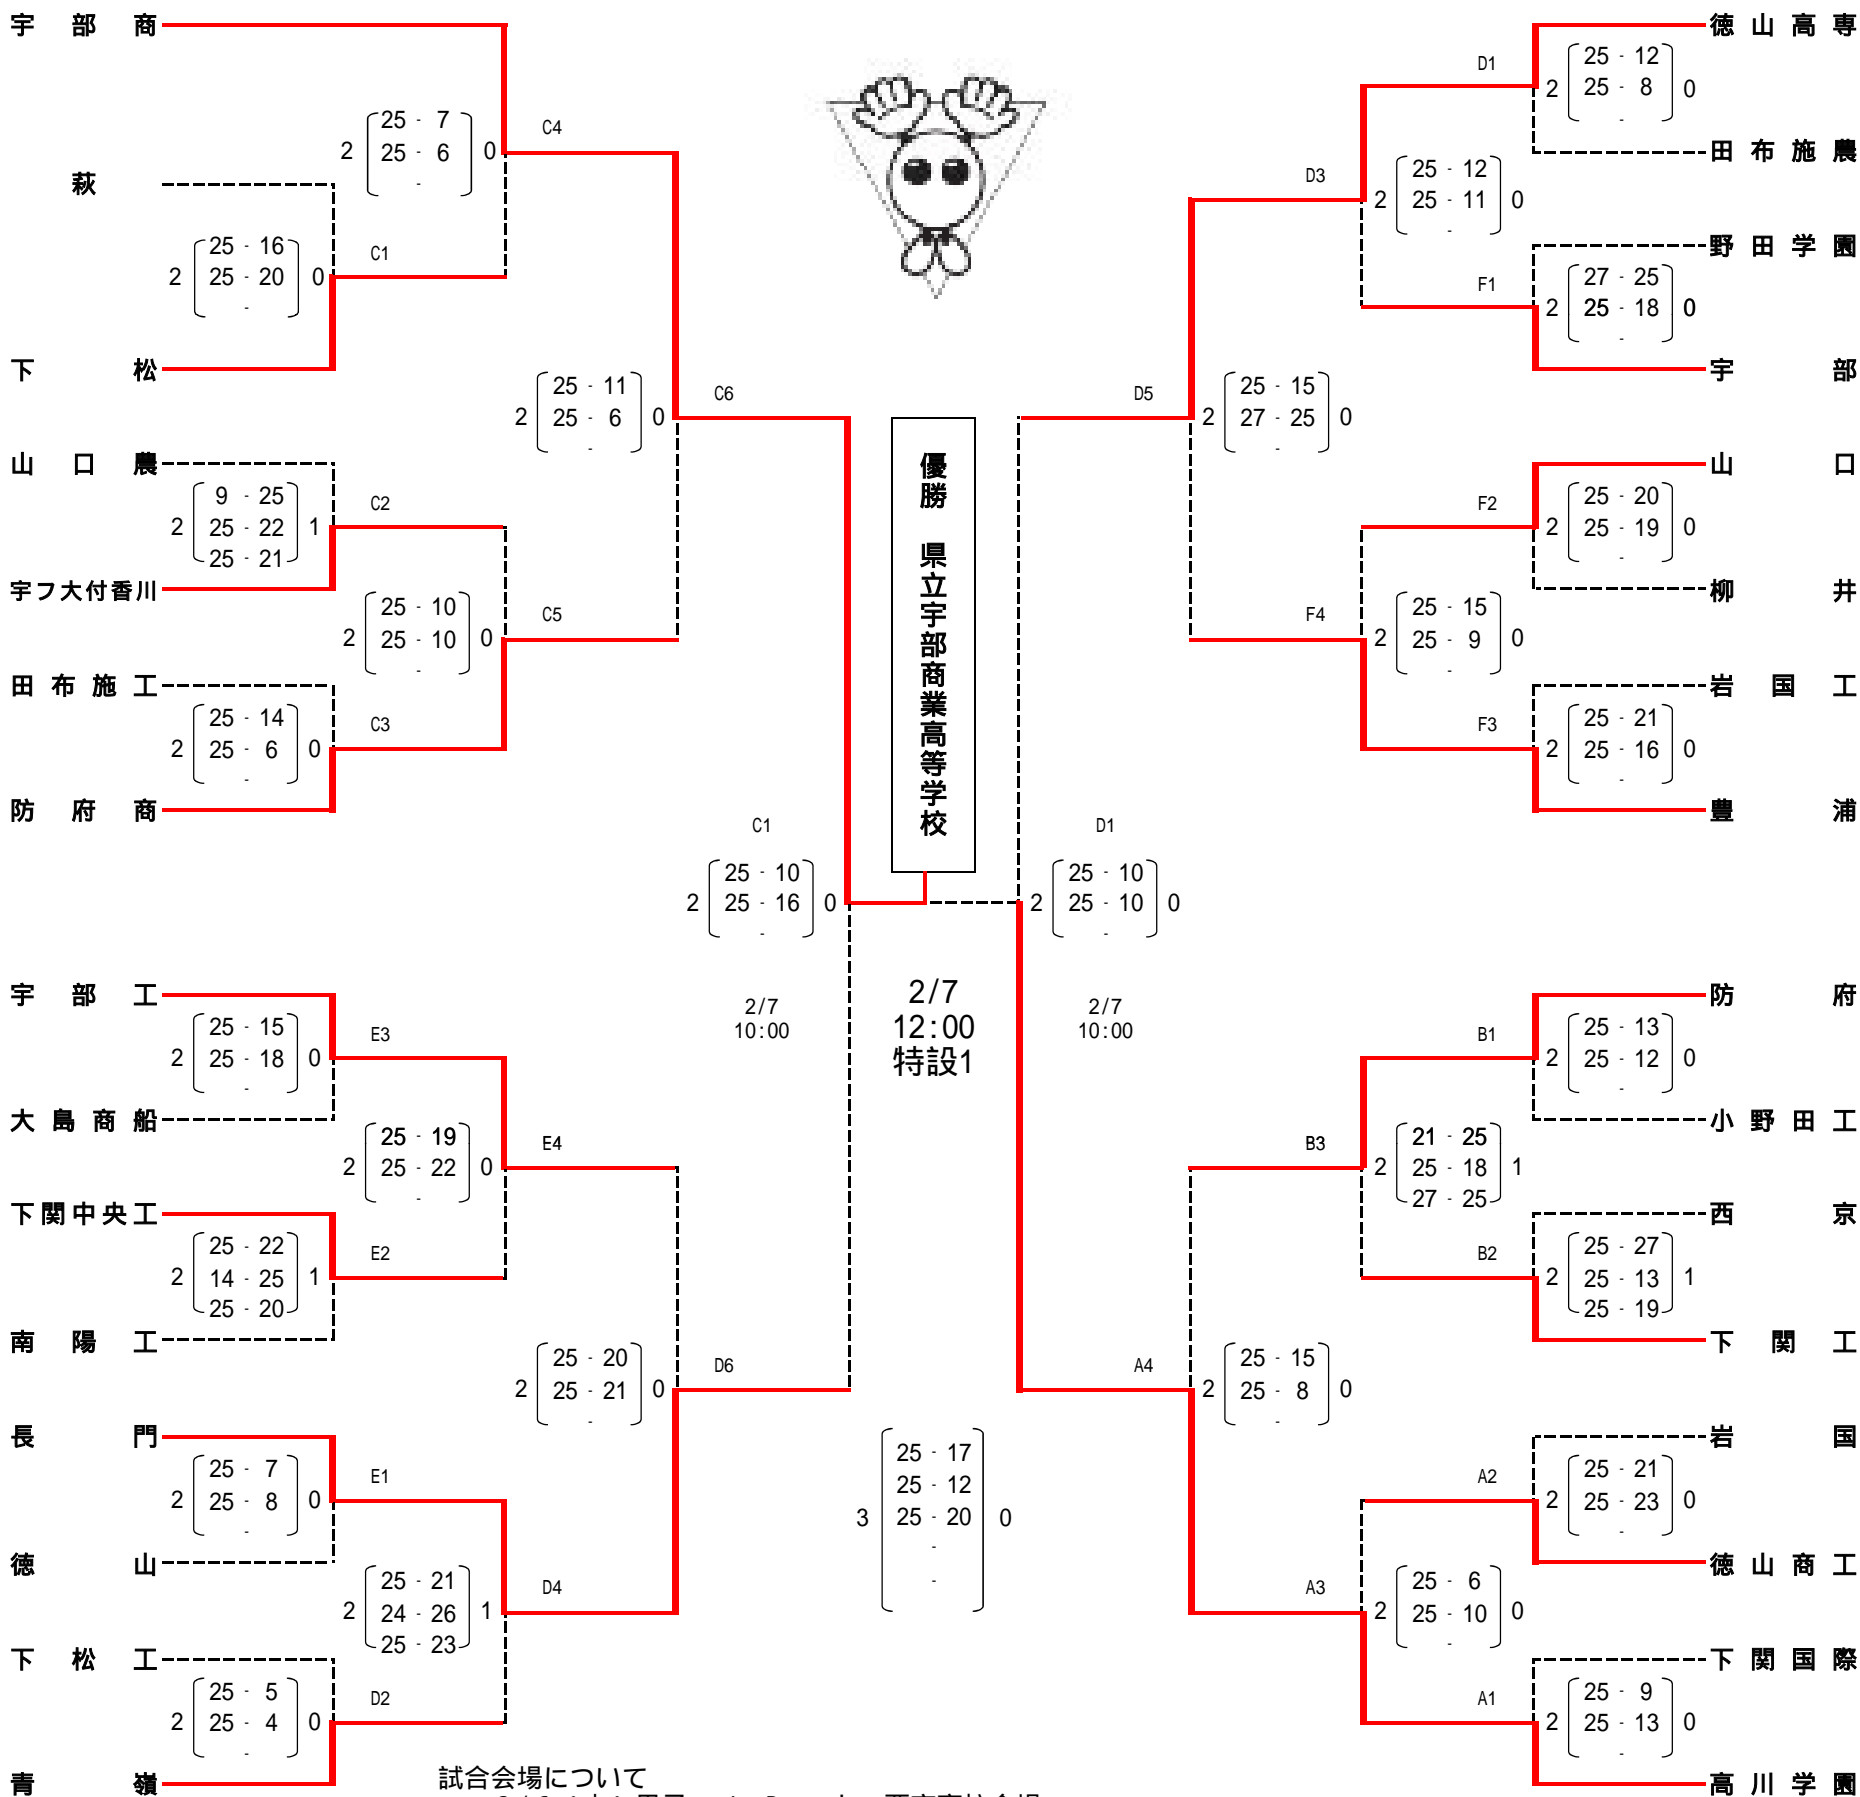 宇部商
萩
下松
山口農
宇フ大付香川
田布施工
防府商
宇部工
大島商船
下関中央工
南陽工
長門
徳山
下松工
青嶺
C4
2 25 - 7 0
25 - 6
-
C1
2 25 - 16 0
25 - 20
-
C6
2 25 - 11 0
25 - 6
-
C2
2 9 - 25 1
25 - 22
25 - 21
C5
2 25 - 10 0
25 - 10
-
C3
2 25 - 14 0
25 - 6
-
C1
2 25 - 10 0
25 - 16
-
2/7
10:00
E3
2 25 - 15 0
25 - 18
-
E4
2 25 - 19 0
25 - 22
-
E2
2 25 - 22 1
14 - 25
25 - 20
D6
2 25 - 20 0
25 - 21
-
E1
2 25 - 7 0
25 - 8
-
D4
2 25 - 21 1
24 - 26
25 - 23
D2
2 25 - 5 0
25 - 4
-
優勝 県立宇部商業高等学校
2/7
12:00
特設1
3 25 - 17 0
25 - 12
25 - 20
-
-
徳山高専
田布施農
野田学園
宇部
山口
柳井
岩国工
豊浦
防府
小野田工
西京
下関工
岩国
徳山商工
下関国際
高川学園
D1
2 25 - 12 0
25 - 8
-
D3
2 25 - 12 0
25 - 11
-
F1
2 27 - 25 0
25 - 18
-
D5
2 25 - 15 0
27 - 25
-
F2
2 25 - 20 0
25 - 19
-
F4
2 25 - 15 0
25 - 9
-
F3
2 25 - 21 0
25 - 16
-
D1
2 25 - 10 0
25 - 10
-
2/7
10:00
B1
2 25 - 13 0
25 - 12
-
B3
2 21 - 25 1
25 - 18
27 - 25
B2
2 25 - 27 1
25 - 13
25 - 19
A4
2 25 - 15 0
25 - 8
-
A2
2 25 - 21 0
25 - 23
-
A3
2 25 - 6 0
25 - 10
-
A1
2 25 - 9 0
25 - 13
-
試合会場について